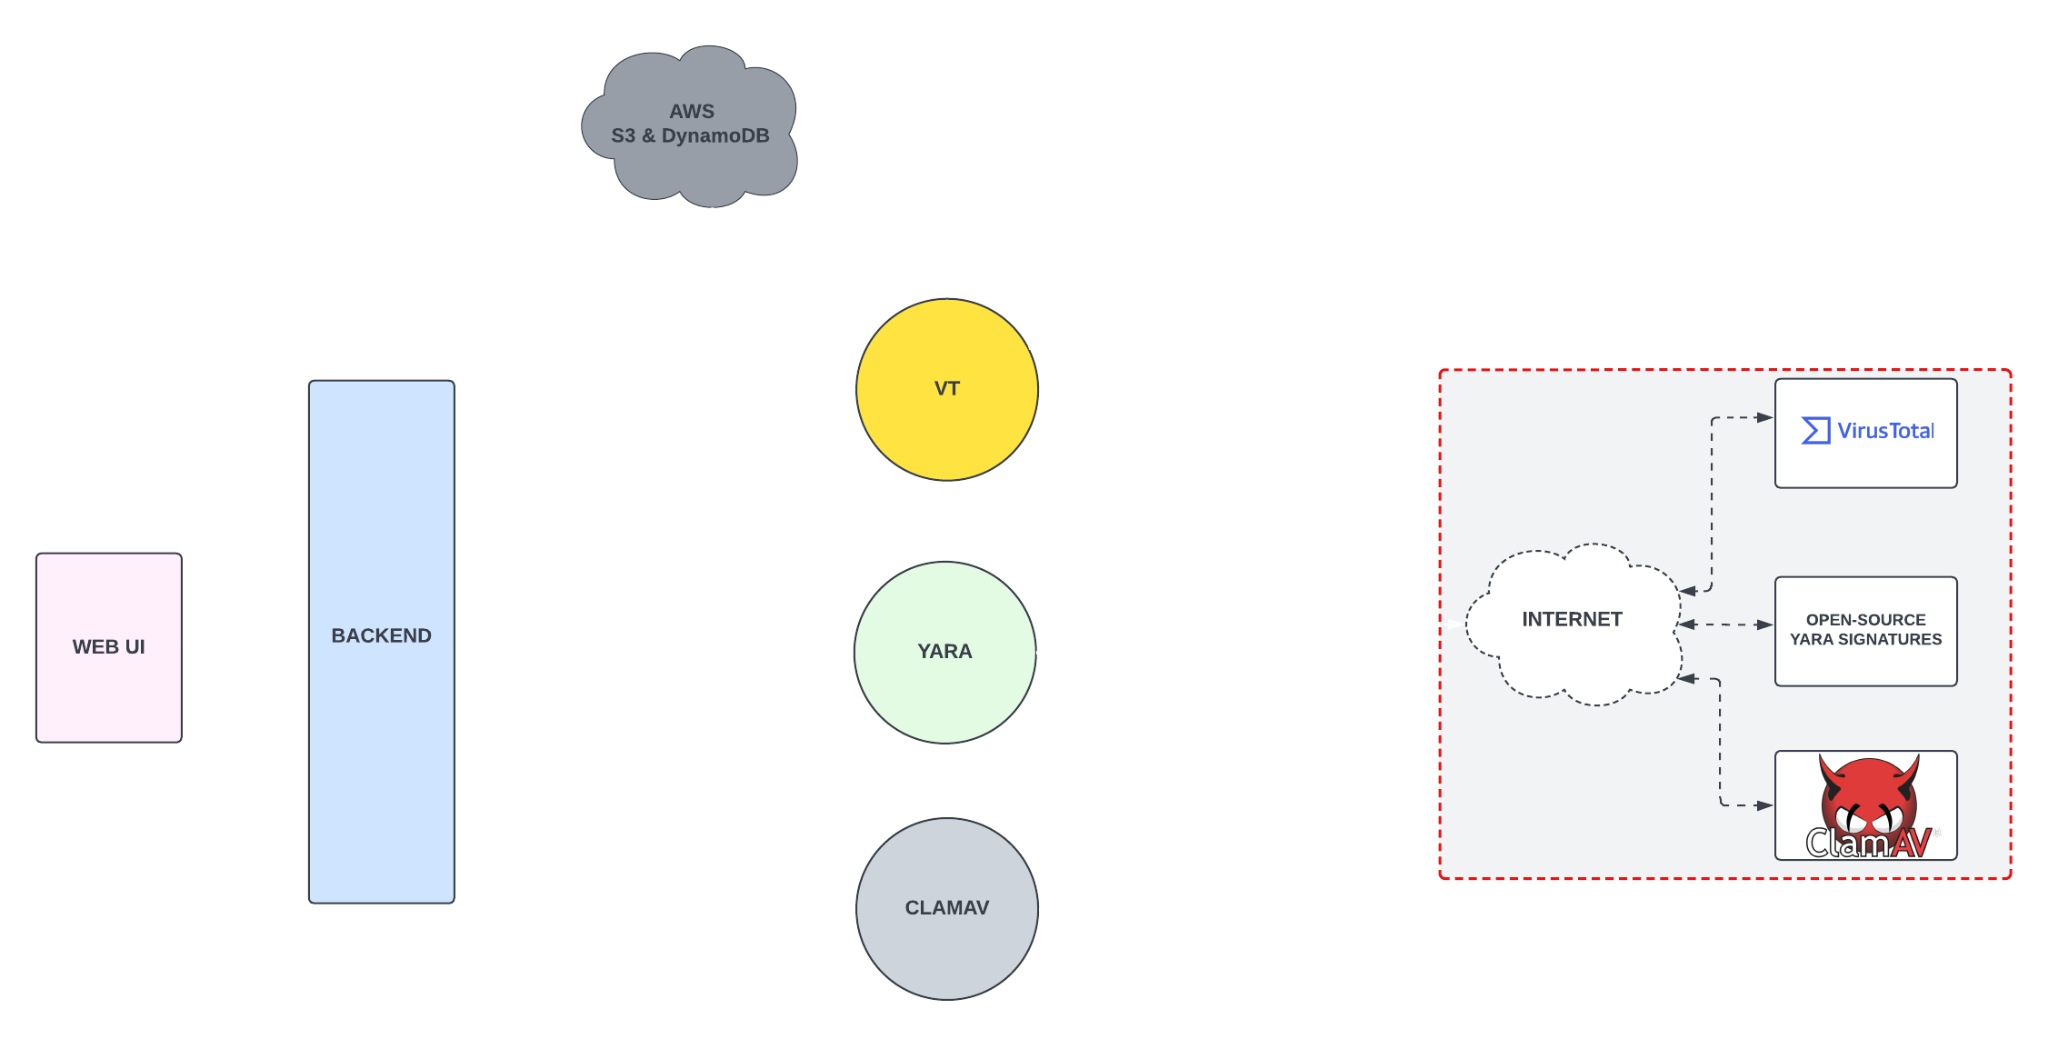 AWS
S3 & DynamoDB
VT
VirusTotal
WEB UI
BACKEND
YARA
INTERNET
OPEN-SOURCE
YARA SIGNATURES
ClamAV®
CLAMAV